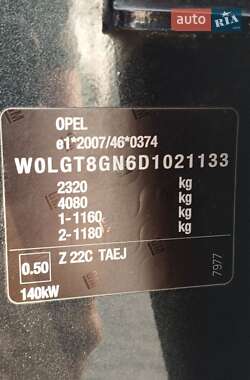 AUTO.RIA.com
OPEL
e1*2007/46*0374
W0LGT8GN6D1021133
2320 kg
4080 kg
1-1160 kg
2-1180 kg
0.50 Z 22C TAEJ
140kW
7977